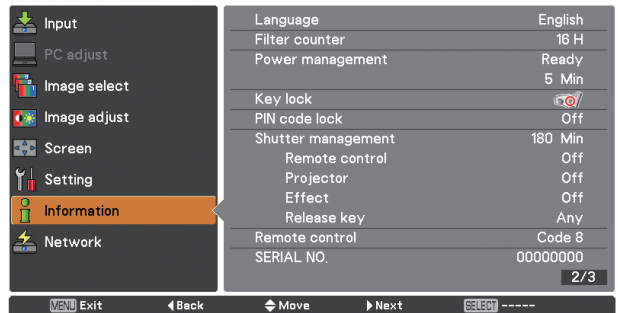 Input
PC adjust
Image select
Image adjust
Screen
Setting
Information
Network
Language English
Filter counter 16 H
Power management Ready
5 Min
Key lock
PIN code lock Off
Shutter management 180 Min
Remote control Off
Projector Off
Effect Off
Release key Any
Remote control Code 8
SERIAL NO. 00000000
2/3
MENU Exit Back Move Next SELECT -----